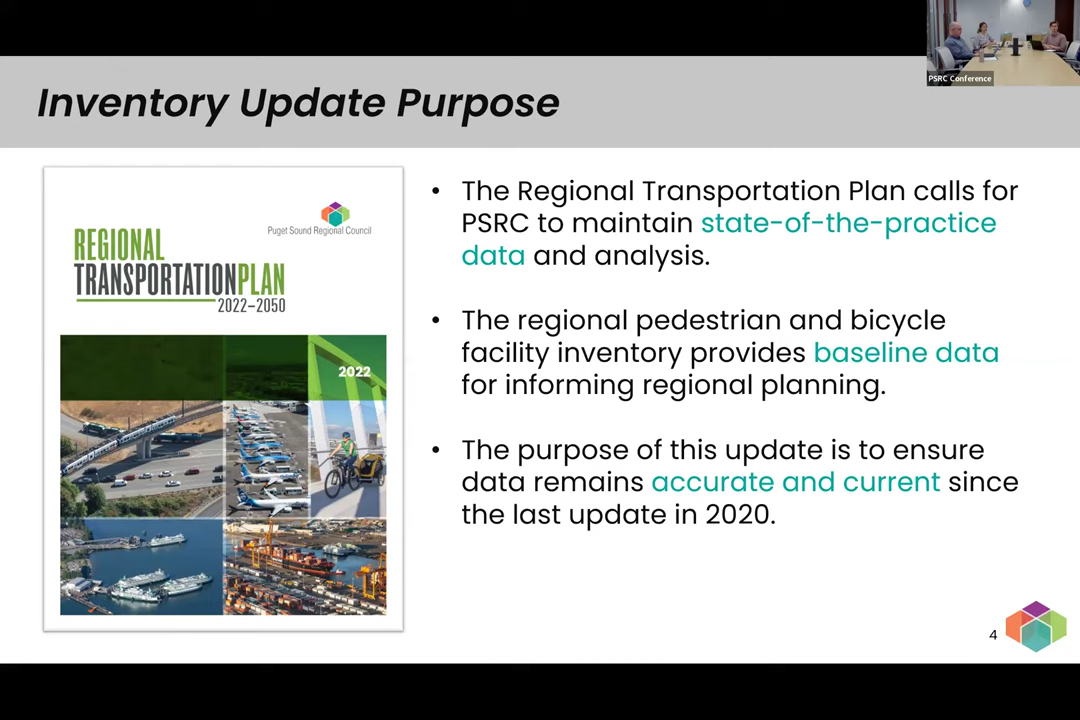 PSRC Conference
Inventory Update Purpose
Puget Sound Regional Council
REGIONAL
TRANSPORTATIONPLAN
2022–2050
2022
• The Regional Transportation Plan calls for
PSRC to maintain state-of-the-practice
data and analysis.
• The regional pedestrian and bicycle
facility inventory provides baseline data
for informing regional planning.
• The purpose of this update is to ensure
data remains accurate and current since
the last update in 2020.
4